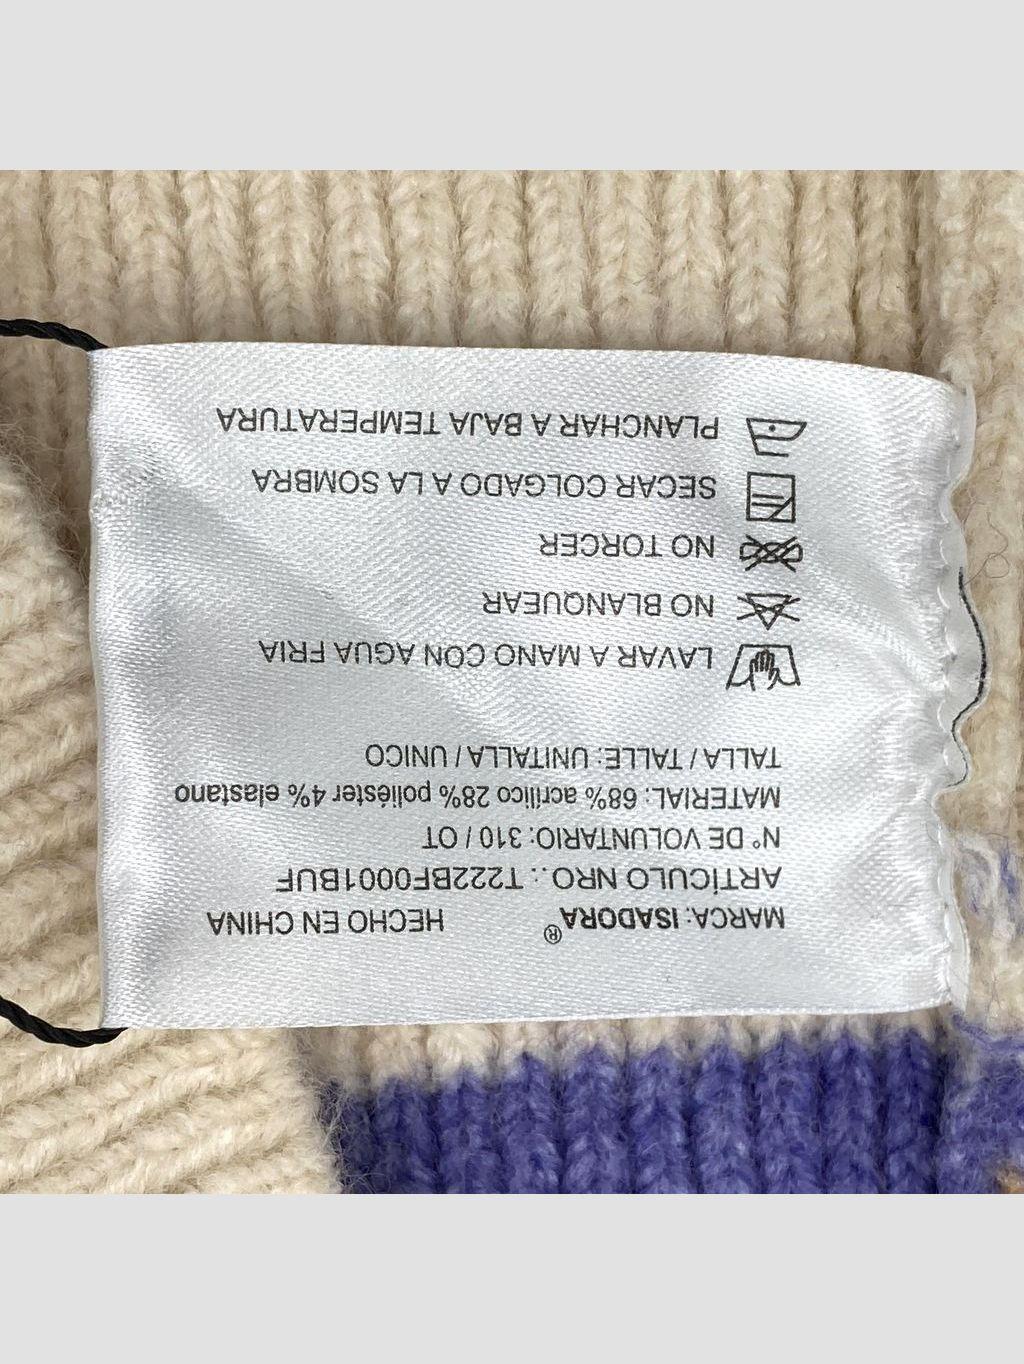 MARCA: ISADORA® HECHO EN CHINA
ARTÍCULO NRO.: T222BF0001BUF
N° DE VOLUNTARIO: 310 / OT
MATERIAL: 68% acrílico 28% poliéster 4% elastano
TALLA / TALLE: UNITALLA / UNICO
LAVAR A MANO CON AGUA FRIA
NO BLANQUEAR
NO TORCER
SECAR COLGADO A LA SOMBRA
PLANCHAR A BAJA TEMPERATURA